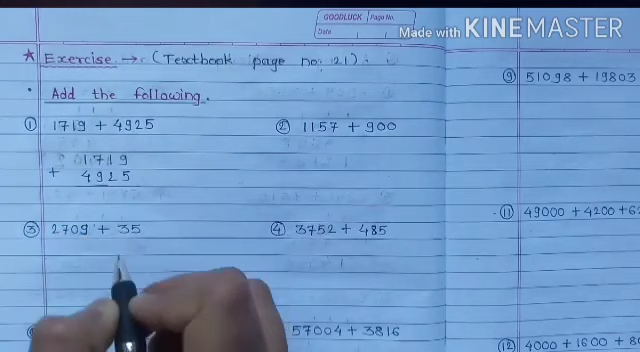 GOODLUCK Page No.
Date
Made with KINEMASTER
★ Exercise → (Textbook page no: 21).
• Add the following.
① 1719 + 4925
② 1157 + 900
1719
+ 4925
③ 2709 + 35
④ 3752 + 485
57004 + 3816
⑨ 51098 + 19803
⑪ 49000 + 4200 + 6
⑫ 4000 + 1600 + 8